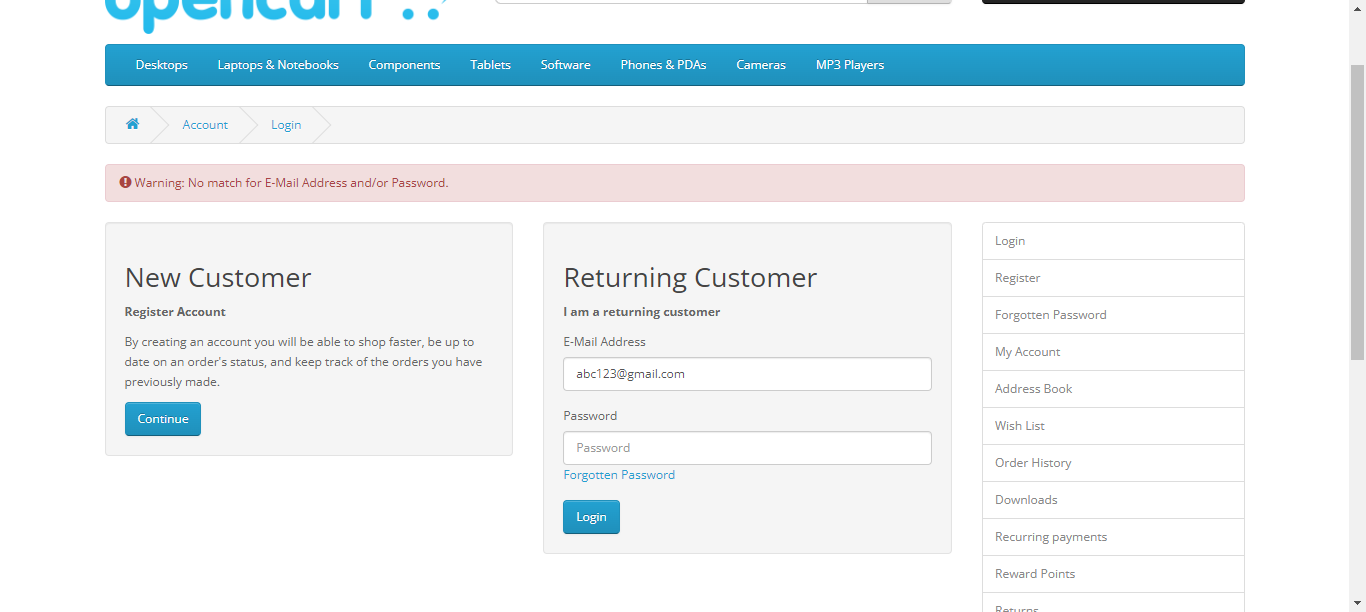 opencart
Desktops Laptops & Notebooks Components Tablets Software Phones & PDAs Cameras MP3 Players
Account Login
Warning: No match for E-Mail Address and/or Password.
New Customer
Register Account
By creating an account you will be able to shop faster, be up to
date on an order's status, and keep track of the orders you have
previously made.
Continue
Returning Customer
I am a returning customer
E-Mail Address
abc123@gmail.com
Password
Password
Forgotten Password
Login
Login
Register
Forgotten Password
My Account
Address Book
Wish List
Order History
Downloads
Recurring payments
Reward Points
Returns